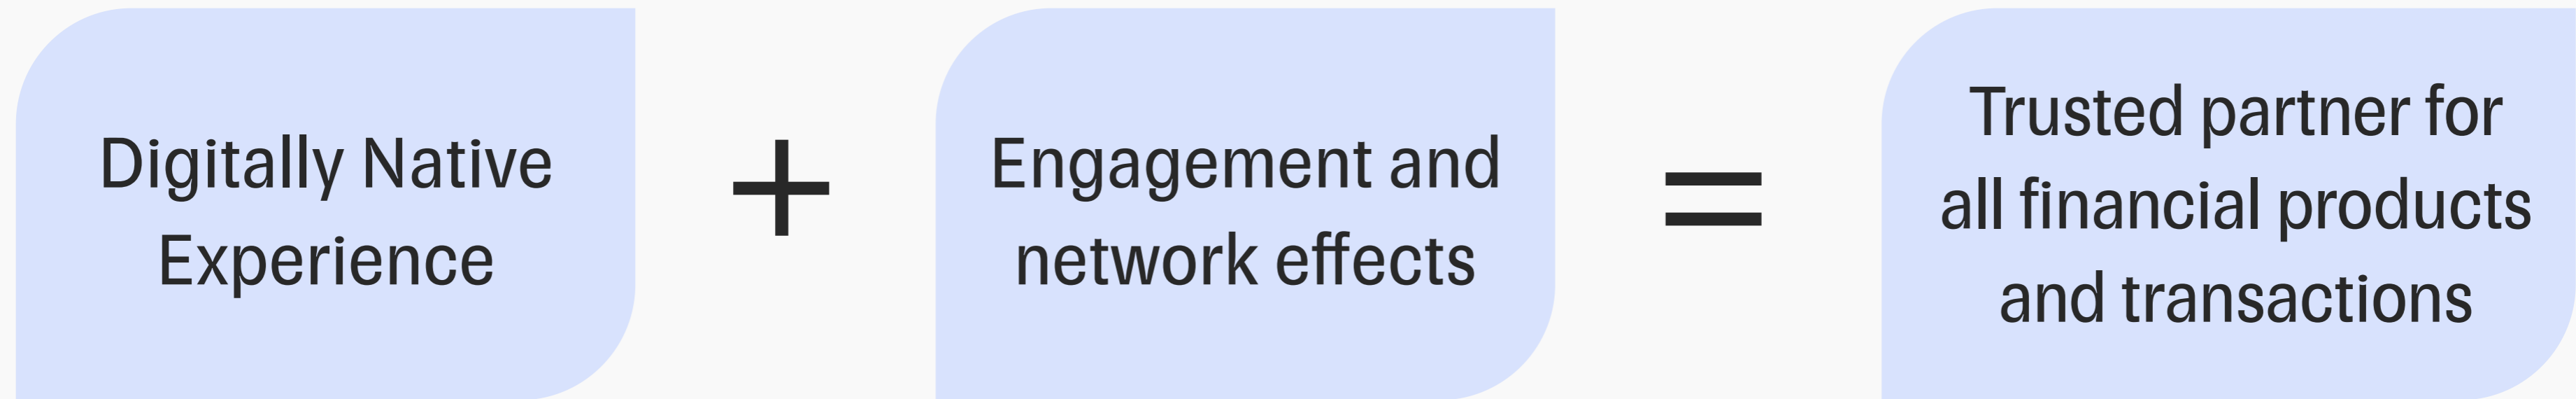 Digitally Native
Experience
+
Engagement and
network effects
=
Trusted partner for
all financial products
and transactions